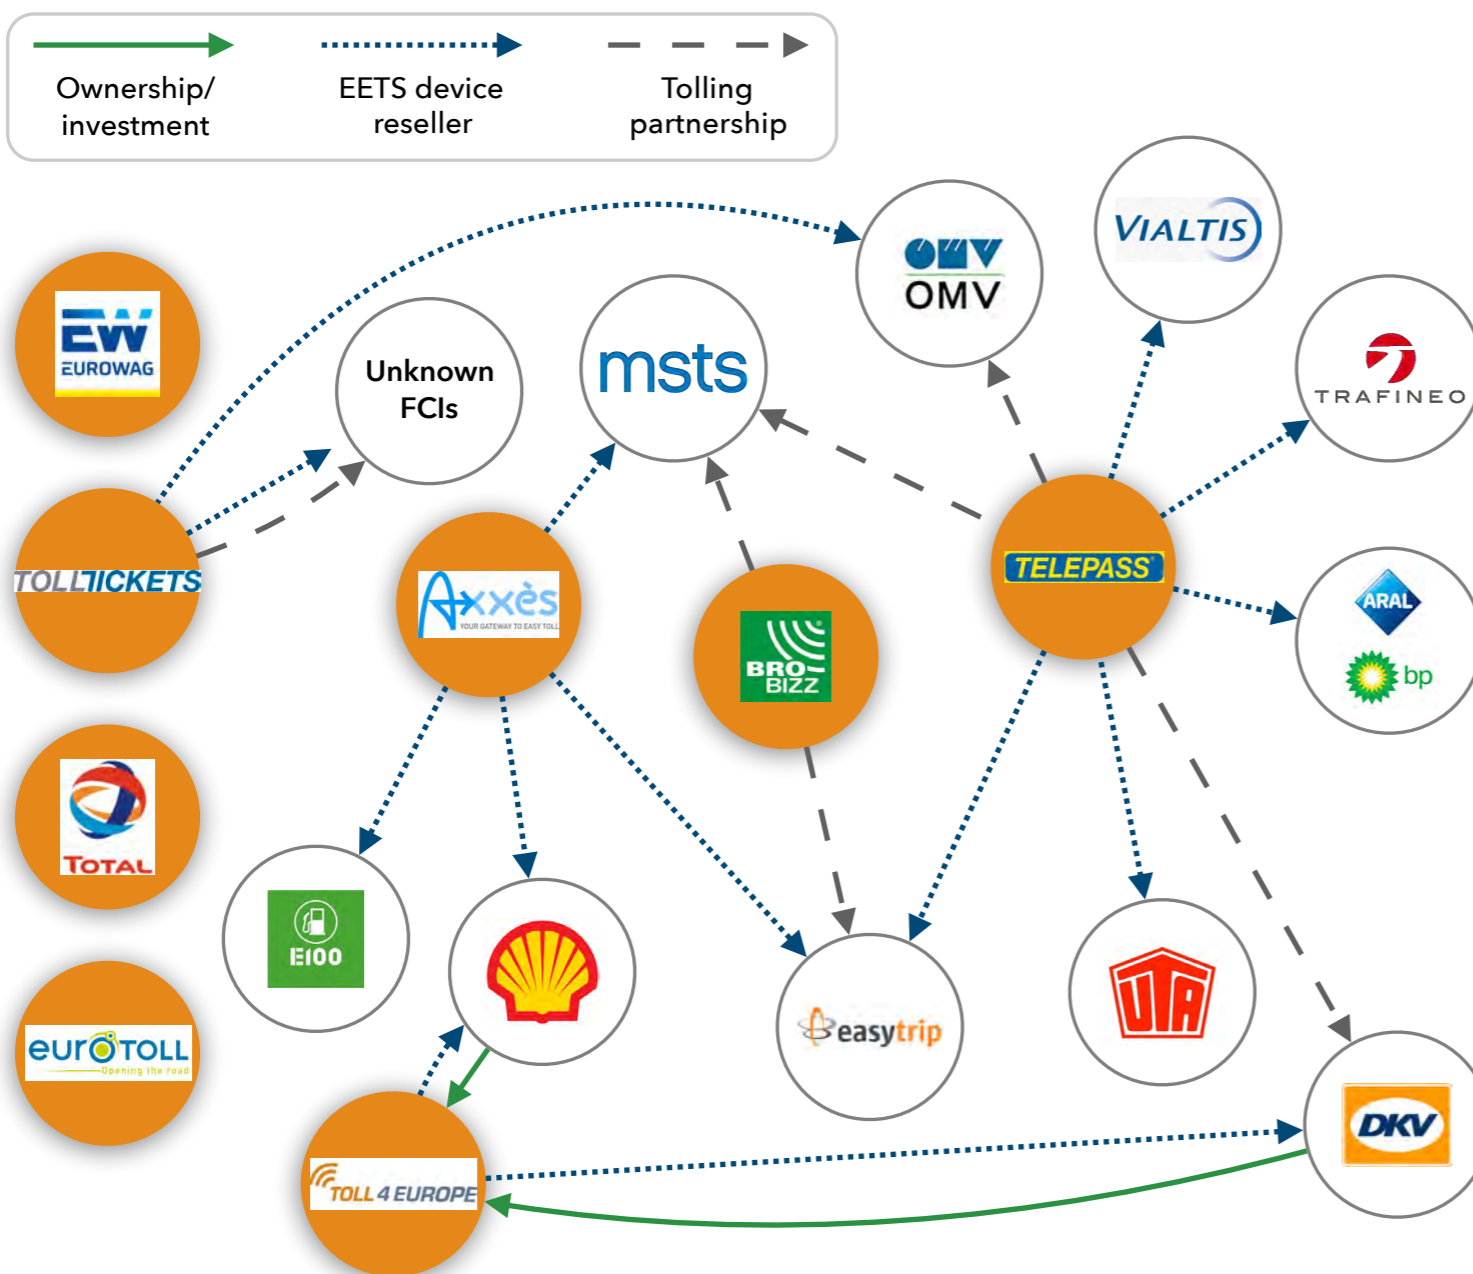 Ownership/
investment
EETS device
reseller
Tolling
partnership
OMV
OMV
VIALTIS
EW
EUROWAG
Unknown
FCIs
msts
TRAFINEO
TOLLTICKETS
Axxès
YOUR GATEWAY TO EASY TOLL
TELEPASS
ARAL
bp
BRO
BIZZ
TOTAL
E100
easytrip
UTA
euroTOLL
Opening the road
DKV
TOLL4EUROPE